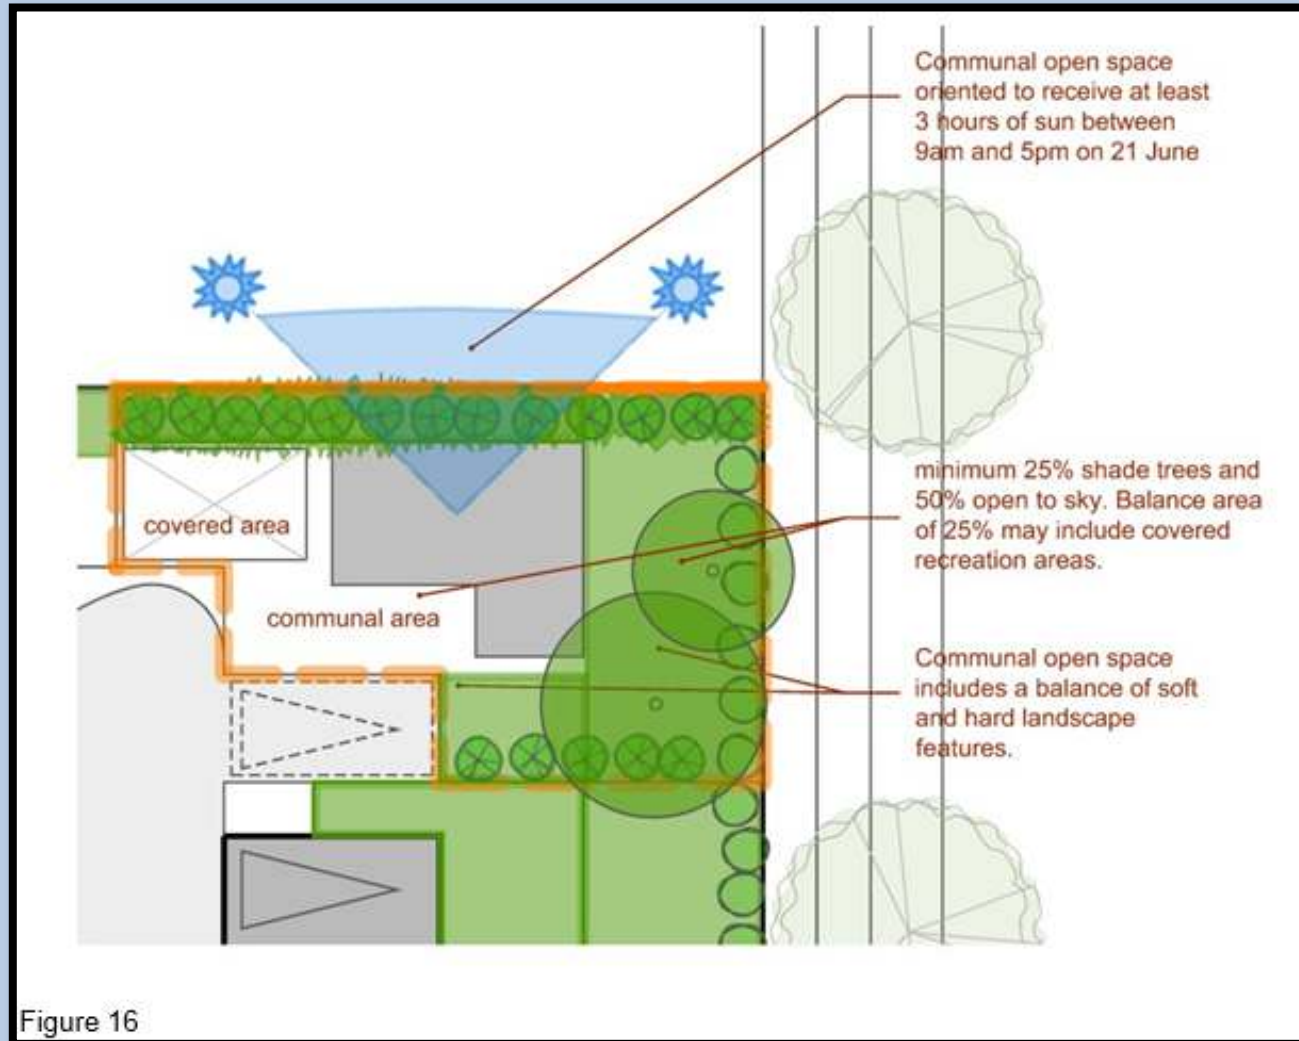 Communal open space
oriented to receive at least
3 hours of sun between
9am and 5pm on 21 June
minimum 25% shade trees and
50% open to sky. Balance area
of 25% may include covered
recreation areas.
covered area
communal area
Communal open space
includes a balance of soft
and hard landscape
features.
Figure 16